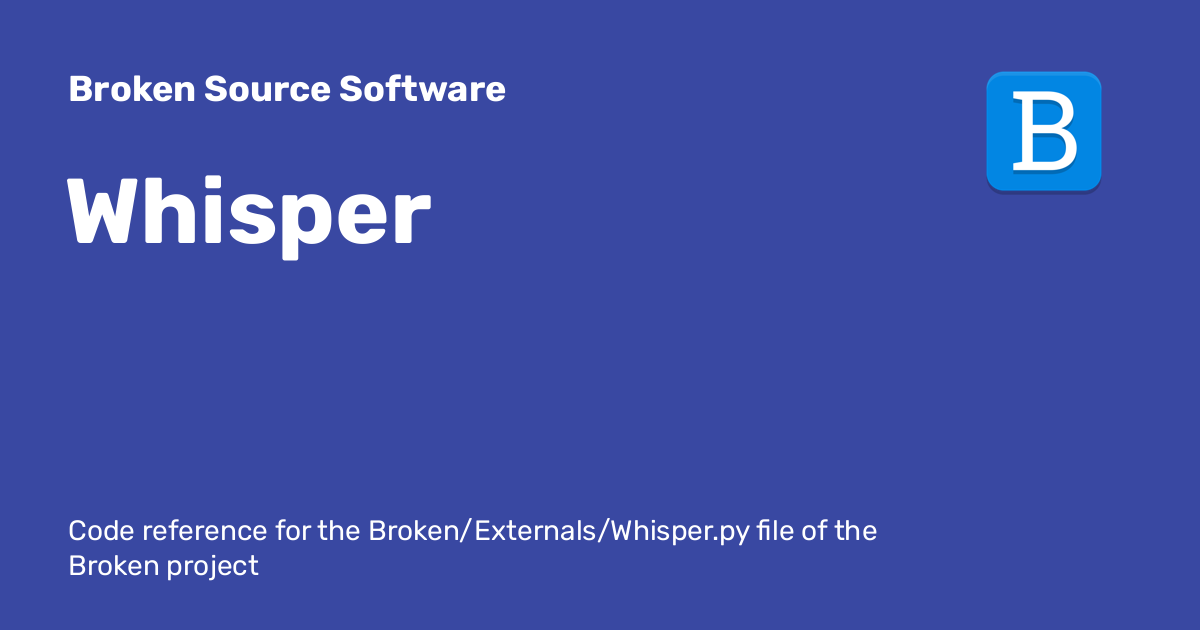 Broken Source Software
B
Whisper
Code reference for the Broken/Externals/Whisper.py file of the
Broken project